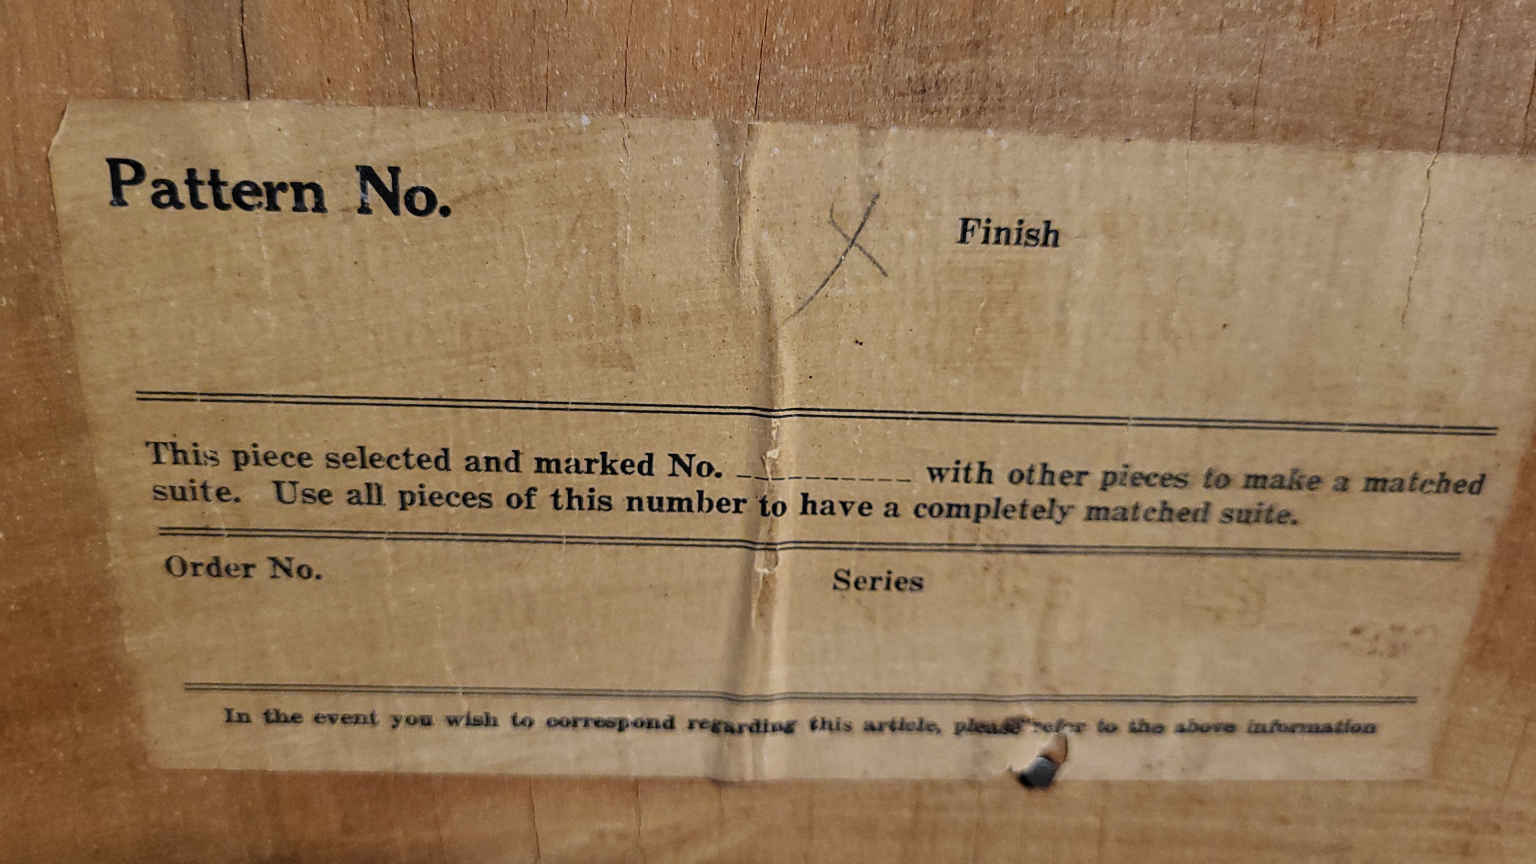 Pattern No.
Finish
This piece selected and marked No. __________ with other pieces to make a matched
suite. Use all pieces of this number to have a completely matched suite.
Order No.
Series
In the event you wish to correspond regarding this article, please refer to the above information